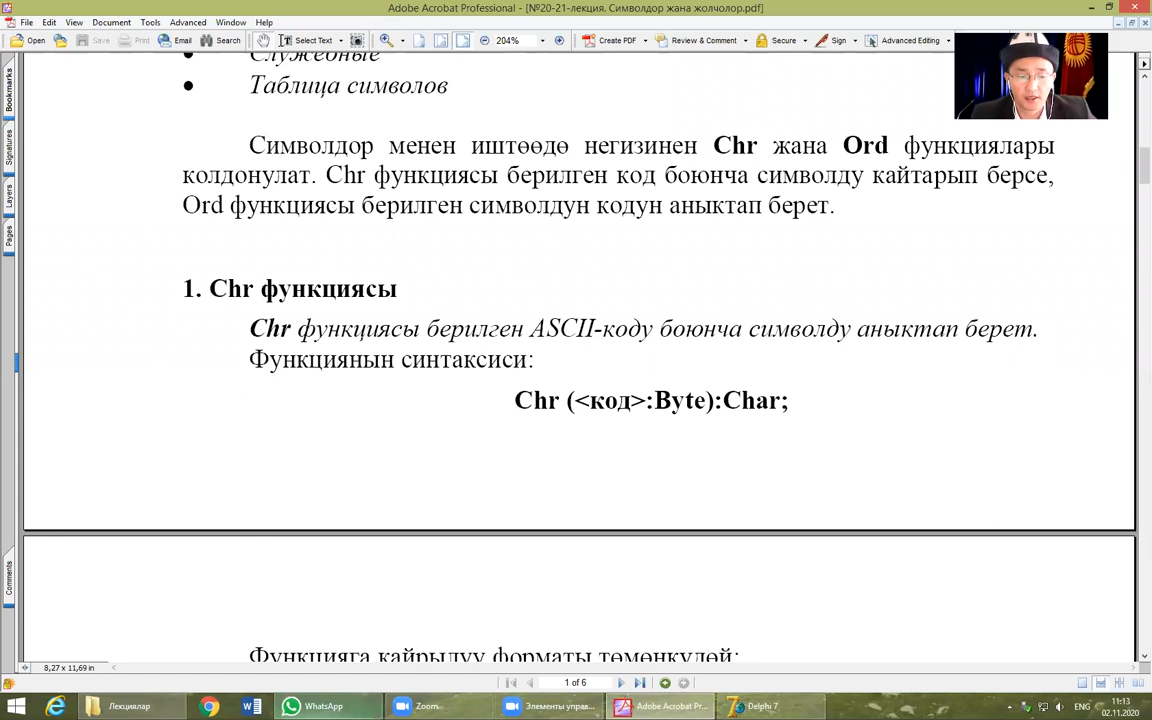 Adobe Acrobat Professional - [№20-21-лекция. Символдор жана жолчолор.pdf]
File Edit View Document Tools Advanced Window Help
Open Save Print Email Search Select Text 204% Create PDF Review & Comment Secure Sign Advanced Editing
Bookmarks
Signatures
Layers
Pages
Comments
• Служебные
• Таблица символов
Символдор менен иштөөдө негизинен Chr жана Ord функциялары
колдонулат. Chr функциясы берилген код боюнча символду кайтарып берсе,
Ord функциясы берилген символдун кодун аныктап берет.
1. Chr функциясы
Chr функциясы берилген ASCII-коду боюнча символду аныктап берет.
Функциянын синтаксиси:
Chr (<код>:Byte):Char;
Функцияга кайрылуу форматы төмөнкүдөй:
8,27 x 11,69 in
1 of 6
Лекциялар WhatsApp Zoom Элементы управ... Adobe Acrobat Pr... Delphi 7 ENG 11:13
02.11.2020